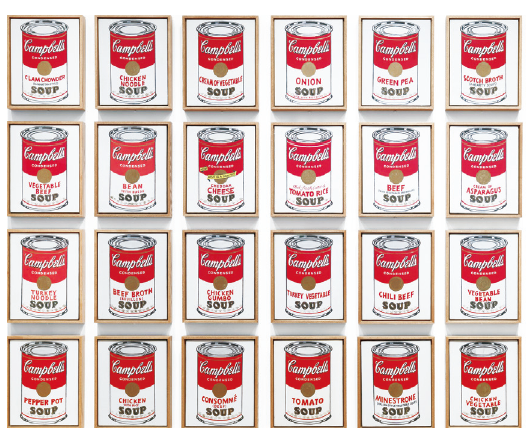 Campbell's
CONDENSED
CLAM CHOWDER
SOUP
Campbell's
CONDENSED
CHICKEN
NOODLE
SOUP
Campbell's
CONDENSED
CREAM OF VEGETABLE
SOUP
Campbell's
CONDENSED
ONION
SOUP
Campbell's
CONDENSED
GREEN PEA
SOUP
Campbell's
CONDENSED
SCOTCH BROTH
SOUP
Campbell's
CONDENSED
VEGETABLE
BEEF
SOUP
Campbell's
CONDENSED
BEAN
SOUP
Campbell's
CONDENSED
CHEDDAR
CHEESE
SOUP
Campbell's
CONDENSED
TOMATO RICE
SOUP
Campbell's
CONDENSED
BEEF
SOUP
Campbell's
CONDENSED
CREAM OF
ASPARAGUS
SOUP
Campbell's
CONDENSED
TURKEY
NOODLE
SOUP
Campbell's
CONDENSED
BEEF BROTH
SOUP
Campbell's
CONDENSED
CHICKEN
GUMBO
SOUP
Campbell's
CONDENSED
TURKEY VEGETABLE
SOUP
Campbell's
CONDENSED
CHILI BEEF
SOUP
Campbell's
CONDENSED
VEGETABLE
BEAN
SOUP
Campbell's
CONDENSED
PEPPER POT
SOUP
Campbell's
CONDENSED
CHICKEN
SOUP
Campbell's
CONDENSED
CONSOMMÉ
SOUP
Campbell's
CONDENSED
TOMATO
SOUP
Campbell's
CONDENSED
MINESTRONE
SOUP
Campbell's
CONDENSED
CHICKEN
VEGETABLE
SOUP